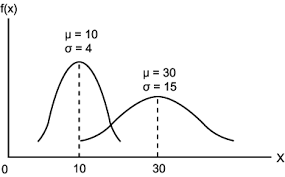 f(x)
μ = 10
σ = 4
μ = 30
σ = 15
0
10
30
X